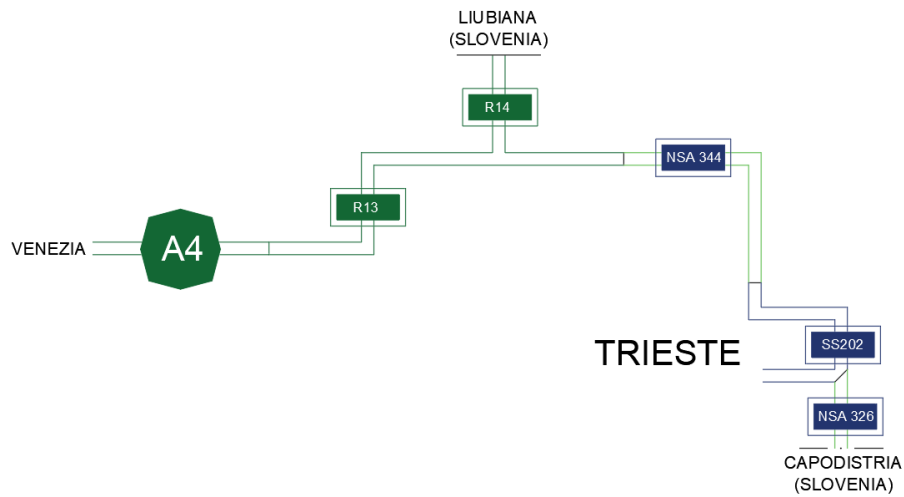 LIUBIANA
(SLOVENIA)
R14
NSA 344
R13
VENEZIA
A4
TRIESTE
SS202
NSA 326
CAPODISTRIA
(SLOVENIA)